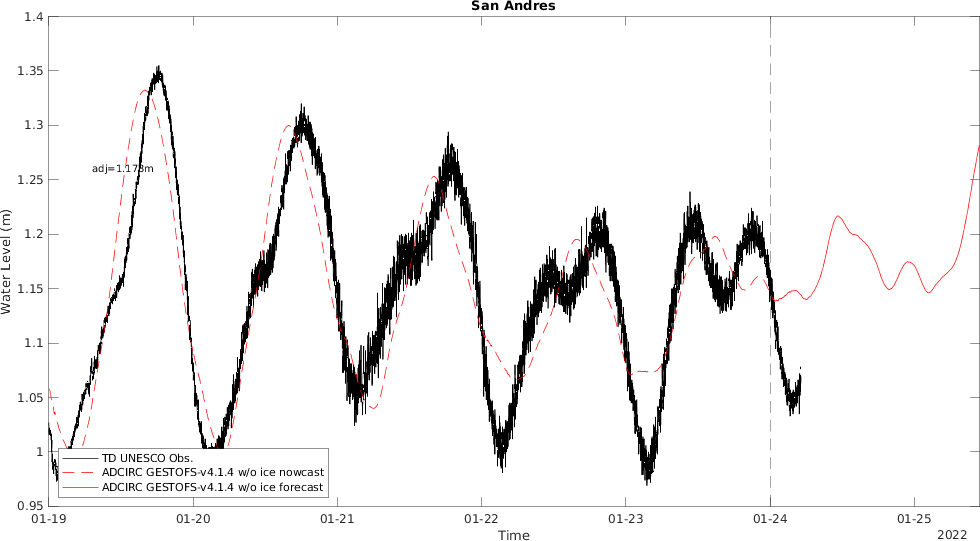 San Andres
1.4
1.35
1.3
1.25
1.2
1.15
1.1
1.05
1
0.95
Water Level (m)
adj=1.173m
TD UNESCO Obs.
ADCIRC GESTOFS-v4.1.4 w/o ice nowcast
ADCIRC GESTOFS-v4.1.4 w/o ice forecast
01-19 01-20 01-21 01-22 01-23 01-24 01-25
Time
2022